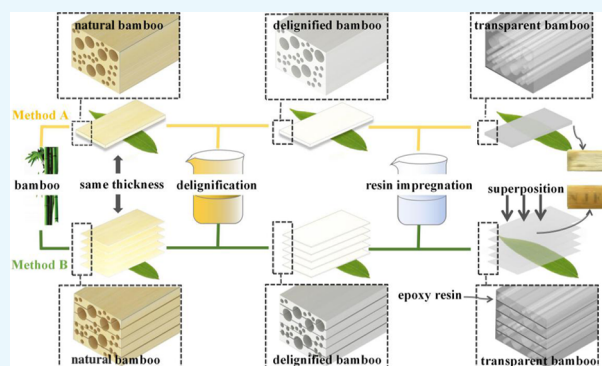 natural bamboo
delignified bamboo
transparent bamboo
Method A
bamboo
same thickness
delignification
resin impregnation
superposition
Method B
epoxy resin
natural bamboo
delignified bamboo
transparent bamboo